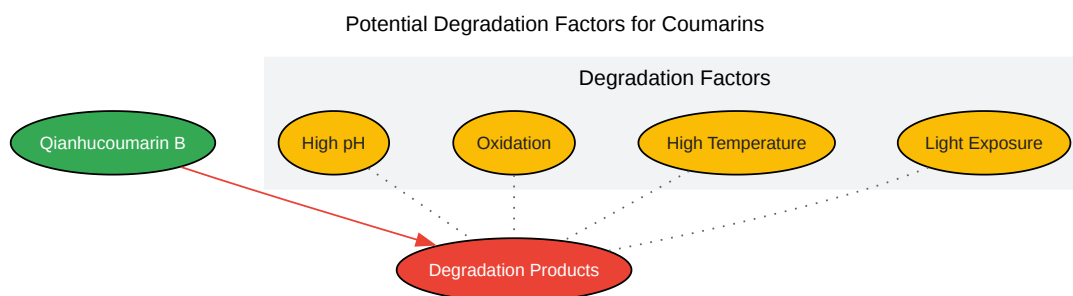 Potential Degradation Factors for Coumarins
Degradation Factors
Qianhucoumarin B
High pH
Oxidation
High Temperature
Light Exposure
Degradation Products